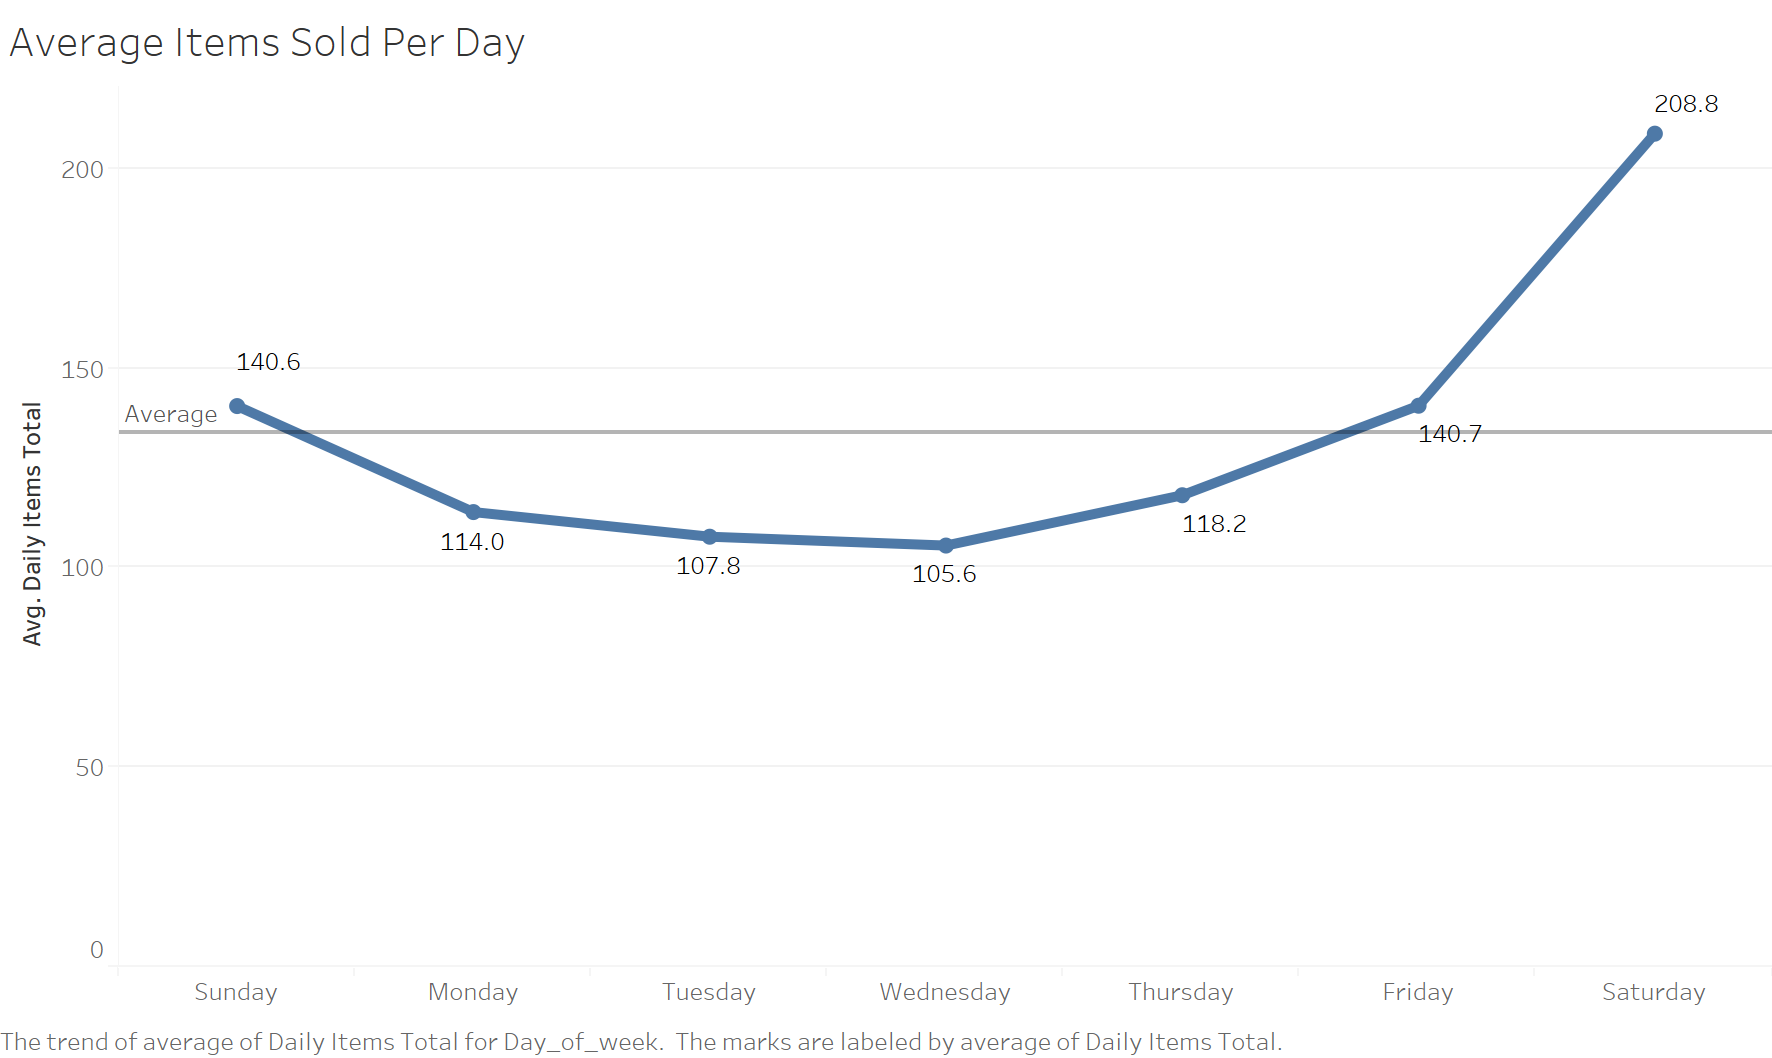 Average Items Sold Per Day
208.8
200
140.6
150
Average
140.7
118.2
114.0
107.8
105.6
100
50
0
Avg. Daily Items Total
Sunday Monday Tuesday Wednesday Thursday Friday Saturday
The trend of average of Daily Items Total for Day_of_week.  The marks are labeled by average of Daily Items Total.